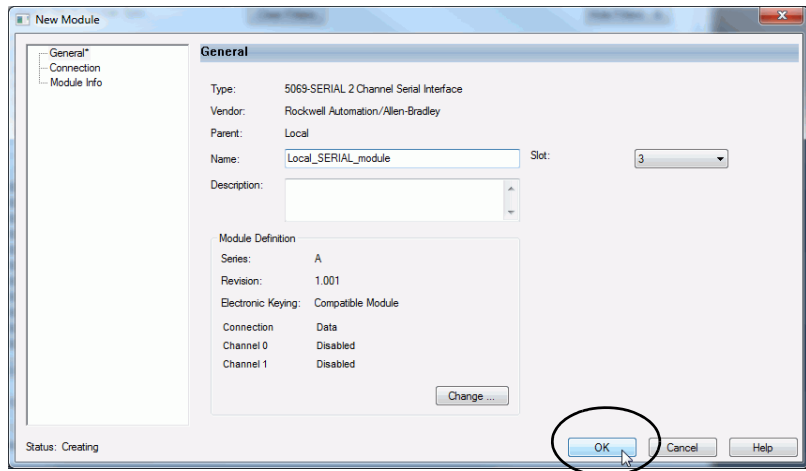 New Module
General*
Connection
Module Info
General
Type: 5069-SERIAL 2 Channel Serial Interface
Vendor: Rockwell Automation/Allen-Bradley
Parent: Local
Name: Local_SERIAL_module Slot: 3
Description:
Module Definition
Series: A
Revision: 1.001
Electronic Keying: Compatible Module
Connection Data
Channel 0 Disabled
Channel 1 Disabled
Change ...
Status: Creating OK Cancel Help